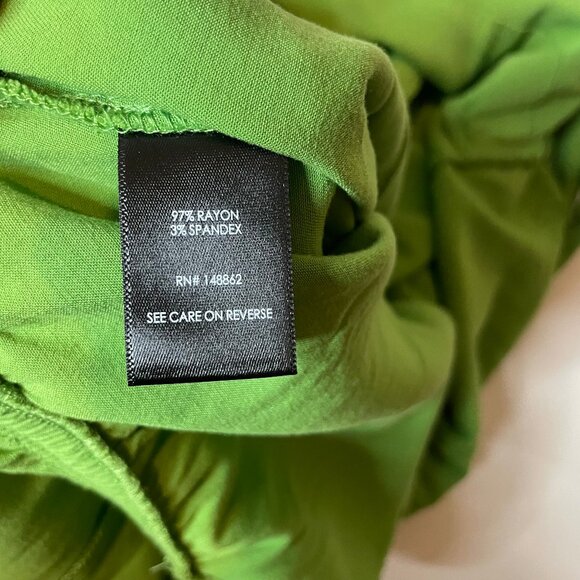 97% RAYON
3% SPANDEX
RN# 148862
SEE CARE ON REVERSE